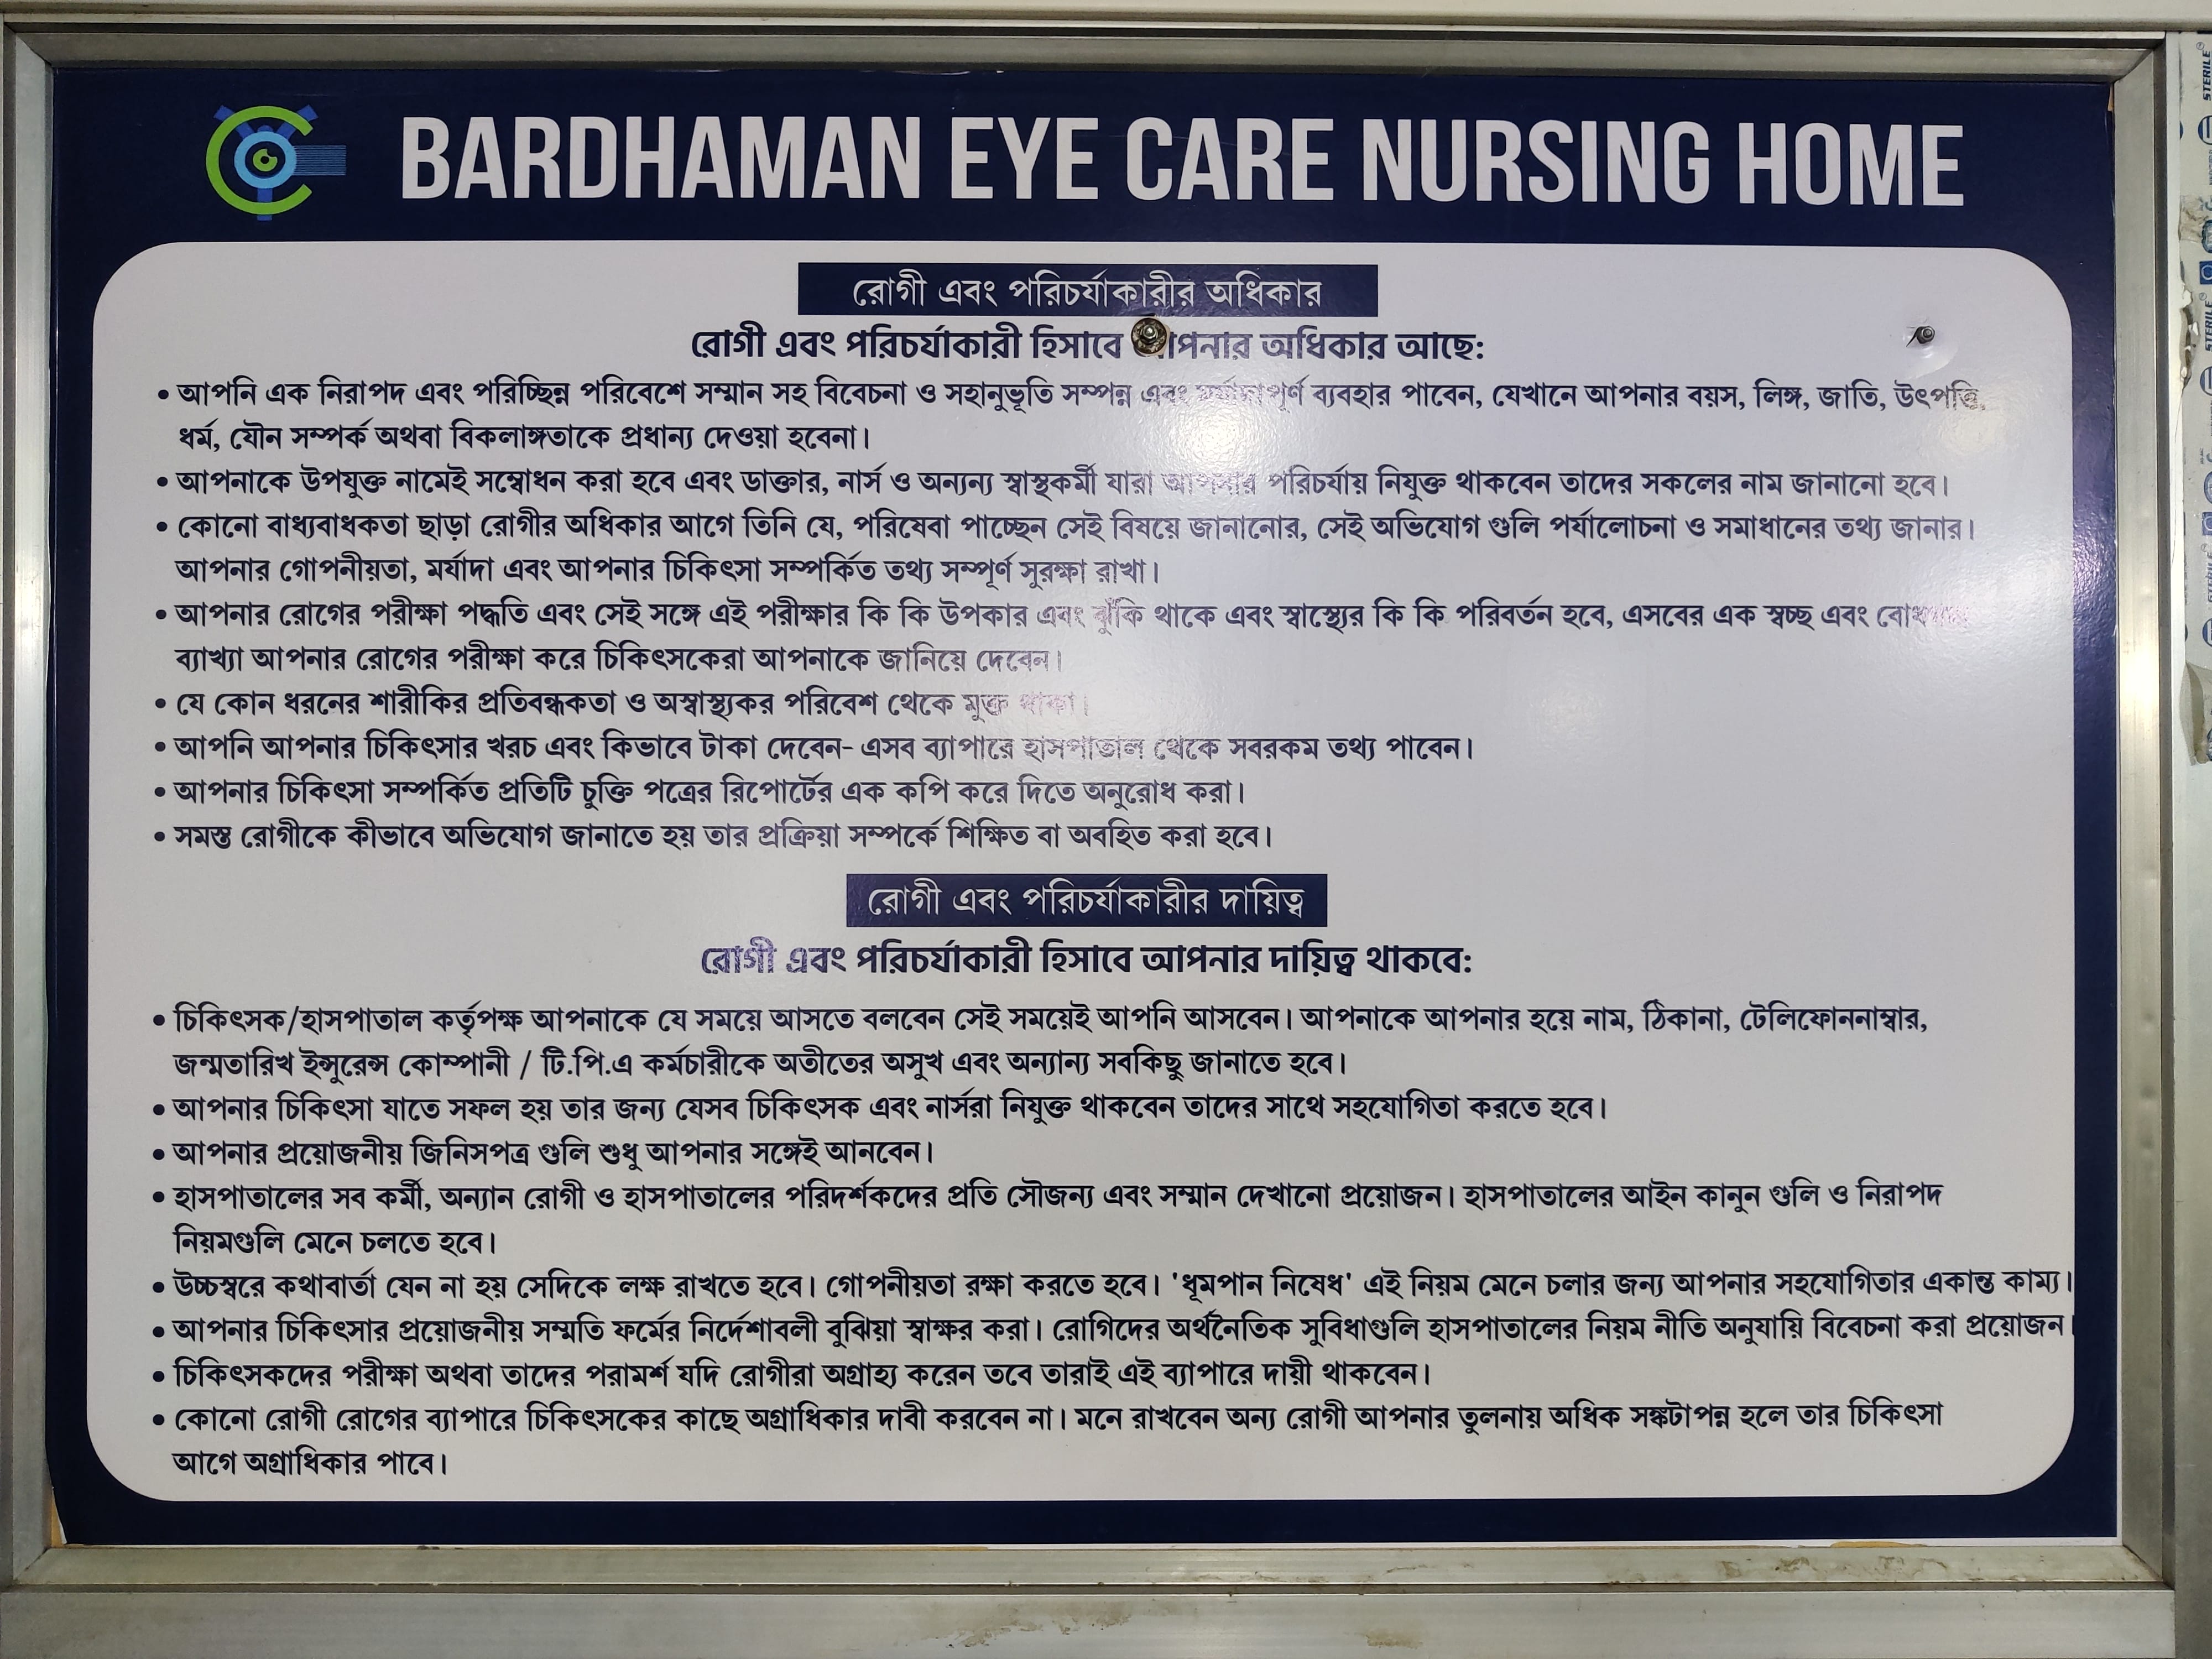 BARDHAMAN EYE CARE NURSING HOME
রোগী এবং পরিচর্যাকারীর অধিকার
রোগী এবং পরিচর্যাকারী হিসাবে অধিকার আছে:
• আপনি এক নিরাপদ এবং পরিচ্ছিন্ন পরিবেশে সম্মান সহ বিবেচনা ও সহানুভূতি সম্পন্ন এবং মর্য্যাদাপূর্ণ ব্যবহার পাবেন, যেখানে আপনার বয়স, লিঙ্গ, জাতি, উৎপত্তি,
ধর্ম, যৌন সম্পর্ক অথবা বিকলাঙ্গতাকে প্রধান্য দেওয়া হবেনা।
• আপনাকে উপযুক্ত নামেই সম্বোধন করা হবে এবং ডাক্তার, নার্স ও অন্যন্য স্বাস্থকর্মী যারা আপনার পরিচর্যায় নিযুক্ত থাকবেন তাদের সকলের নাম জানানো হবে।
• কোনো বাধ্যবাধকতা ছাড়া রোগীর অধিকার আগে তিনি যে, পরিষেবা পাচ্ছেন সেই বিষয়ে জানানোর, সেই অভিযোগ গুলি পর্যালোচনা ও সমাধানের তথ্য জানার।
আপনার গোপনীয়তা, মর্যাদা এবং আপনার চিকিৎসা সম্পর্কিত তথ্য সম্পূর্ণ সুরক্ষা রাখা।
• আপনার রোগের পরীক্ষা পদ্ধতি এবং সেই সঙ্গে এই পরীক্ষার কি কি উপকার এবং ঝুঁকি থাকে এবং স্বাস্থ্যের কি কি পরিবর্তন হবে, এসবের এক স্বচ্ছ এবং
ব্যাখ্যা আপনার রোগের পরীক্ষা করে চিকিৎসকেরা আপনাকে জানিয়ে দেবেন।
• যে কোন ধরনের শারীকির প্রতিবন্ধকতা ও অস্বাস্থ্যকর পরিবেশ থেকে মুক্ত থাকা।
• আপনি আপনার চিকিৎসার খরচ এবং কিভাবে টাকা দেবেন- এসব ব্যাপারে হাসপাতাল থেকে সবরকম তথ্য পাবেন।
• আপনার চিকিৎসা সম্পর্কিত প্রতিটি চুক্তি পত্রের রিপোর্টের এক কপি করে দিতে অনুরোধ করা।
• সমস্ত রোগীকে কীভাবে অভিযোগ জানাতে হয় তার প্রক্রিয়া সম্পর্কে শিক্ষিত বা অবহিত করা হবে।
রোগী এবং পরিচর্যাকারীর দায়িত্ব
রোগী এবং পরিচর্যাকারী হিসাবে আপনার দায়িত্ব থাকবে:
• চিকিৎসক/হাসপাতাল কর্তৃপক্ষ আপনাকে যে সময়ে আসতে বলবেন সেই সময়েই আপনি আসবেন। আপনাকে আপনার হয়ে নাম, ঠিকানা, টেলিফোননাম্বার,
জন্মতারিখ ইন্সুরেন্স কোম্পানী / টি.পি.এ কর্মচারীকে অতীতের অসুখ এবং অন্যান্য সবকিছু জানাতে হবে।
• আপনার চিকিৎসা যাতে সফল হয় তার জন্য যেসব চিকিৎসক এবং নার্সরা নিযুক্ত থাকবেন তাদের সাথে সহযোগিতা করতে হবে।
• আপনার প্রয়োজনীয় জিনিসপত্র গুলি শুধু আপনার সঙ্গেই আনবেন।
• হাসপাতালের সব কর্মী, অন্যান রোগী ও হাসপাতালের পরিদর্শকদের প্রতি সৌজন্য এবং সম্মান দেখানো প্রয়োজন। হাসপাতালের আইন কানুন গুলি ও নিরাপদ
নিয়মগুলি মেনে চলতে হবে।
• উচ্চস্বরে কথাবার্তা যেন না হয় সেদিকে লক্ষ রাখতে হবে। গোপনীয়তা রক্ষা করতে হবে। 'ধূমপান নিষেধ' এই নিয়ম মেনে চলার জন্য আপনার সহযোগিতার একান্ত কাম্য।
• আপনার চিকিৎসার প্রয়োজনীয় সম্মতি ফর্মের নির্দেশাবলী বুঝিয়া স্বাক্ষর করা। রোগিদের অর্থনৈতিক সুবিধাগুলি হাসপাতালের নিয়ম নীতি অনুযায়ি বিবেচনা করা প্রয়োজন।
• চিকিৎসকদের পরীক্ষা অথবা তাদের পরামর্শ যদি রোগীরা অগ্রাহ্য করেন তবে তারাই এই ব্যাপারে দায়ী থাকবেন।
• কোনো রোগী রোগের ব্যাপারে চিকিৎসকের কাছে অগ্রাধিকার দাবী করবেন না। মনে রাখবেন অন্য রোগী আপনার তুলনায় অধিক সঙ্কটাপন্ন হলে তার চিকিৎসা
আগে অগ্রাধিকার পাবে।
STERILE
STERILE